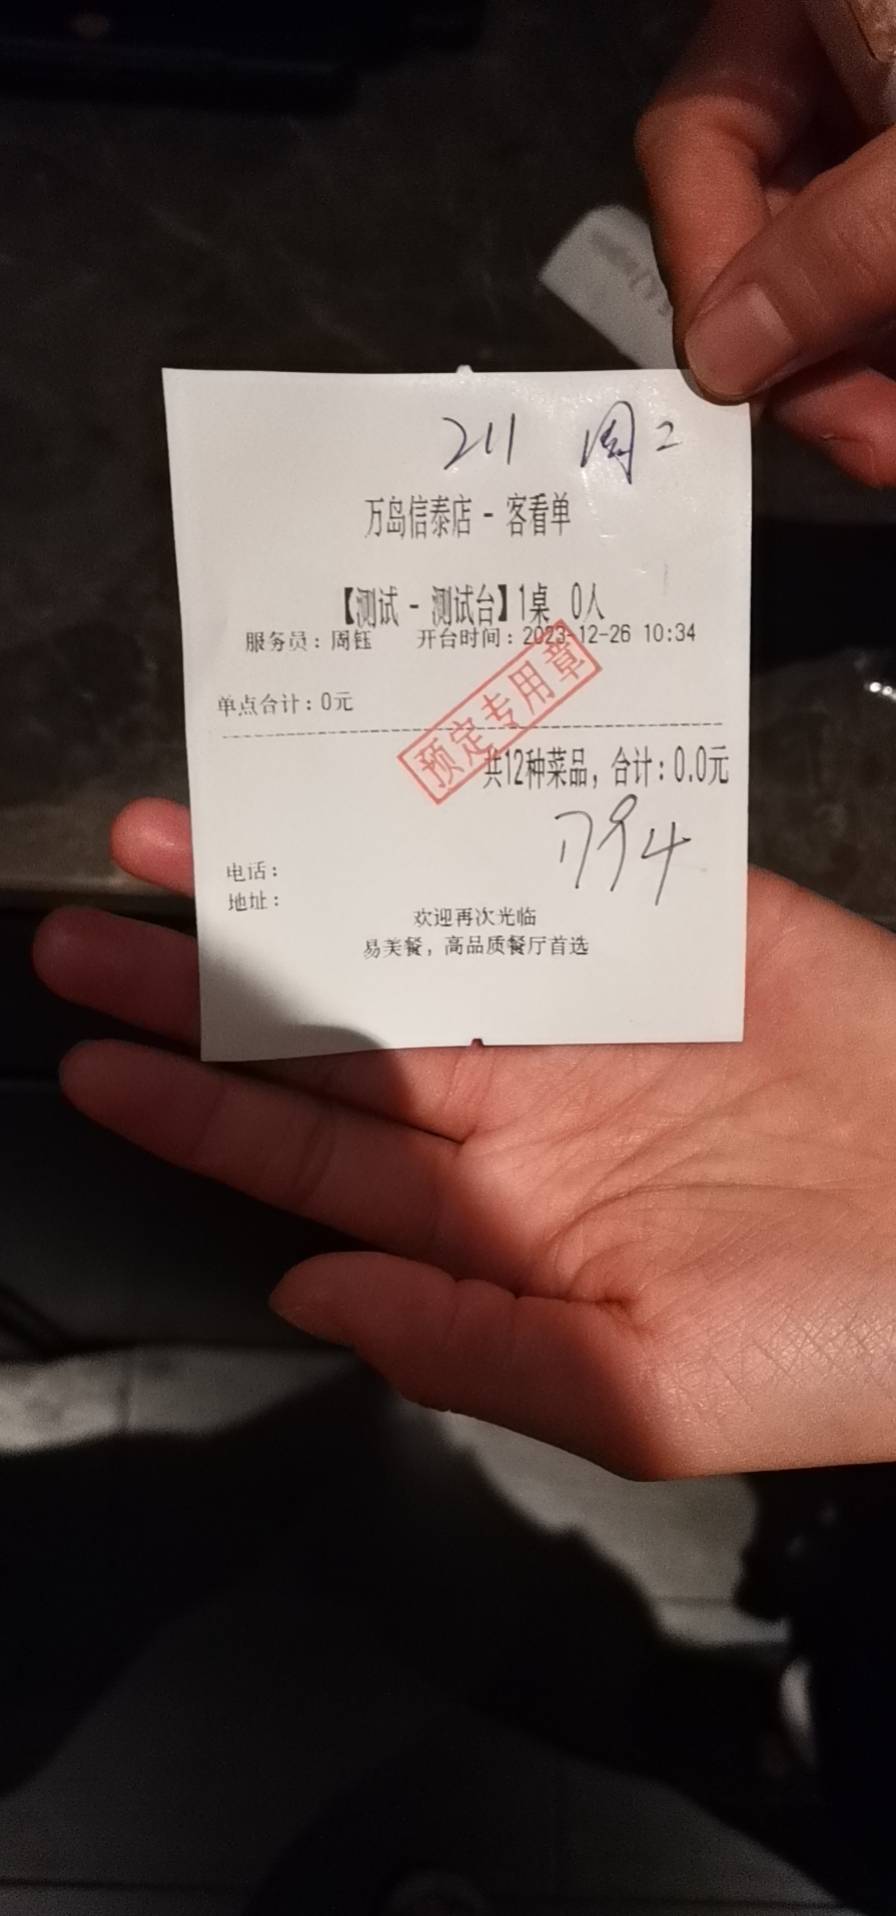 211 周二
万岛信泰店 - 客看单
【测试 - 测试台】1桌 0人
服务员：周钰 开台时间：2023-12-26 10:34
单点合计：0元
预定专用章
共12种菜品，合计：0.0元
电话：
地址：
欢迎再次光临
易美餐，高品质餐厅首选